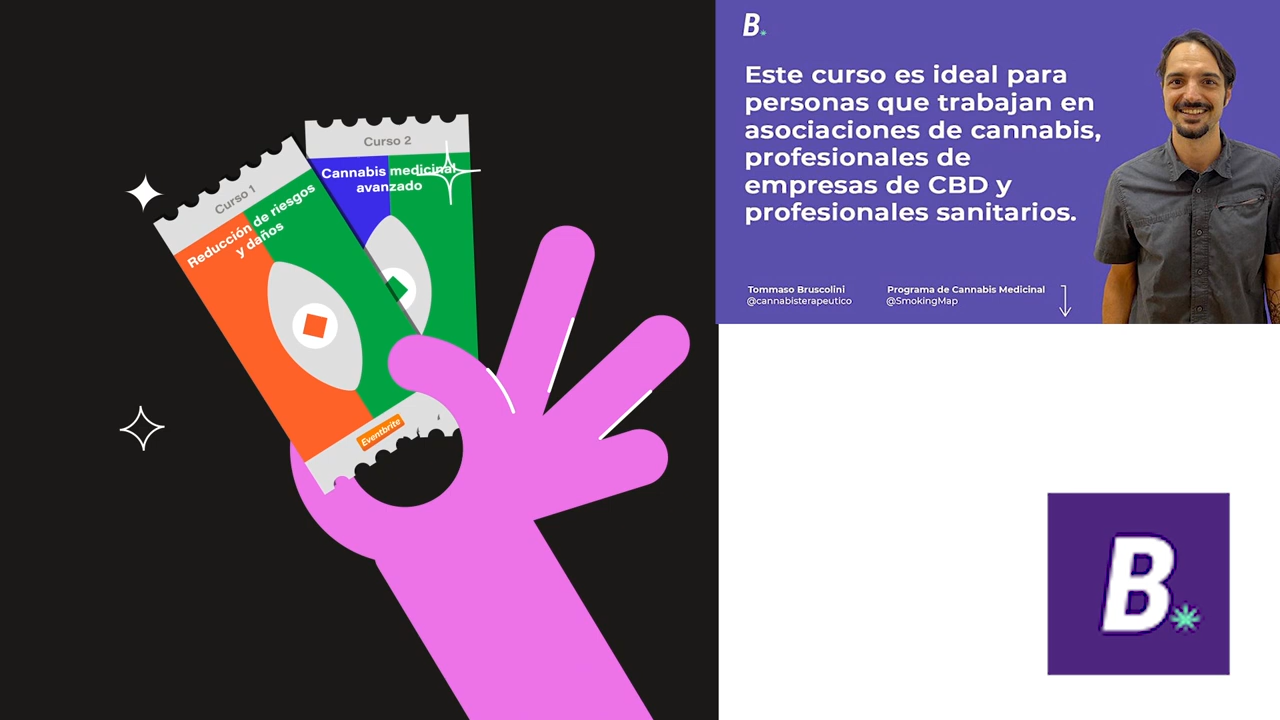 Curso 1
Reducción de riesgos
y daños
Eventbrite
Curso 2
Cannabis medicinal
avanzado
B
Este curso es ideal para
personas que trabajan en
asociaciones de cannabis,
profesionales de
empresas de CBD y
profesionales sanitarios.
Tommaso Bruscolini
@cannabisterapeutico
Programa de Cannabis Medicinal
@SmokingMap
B